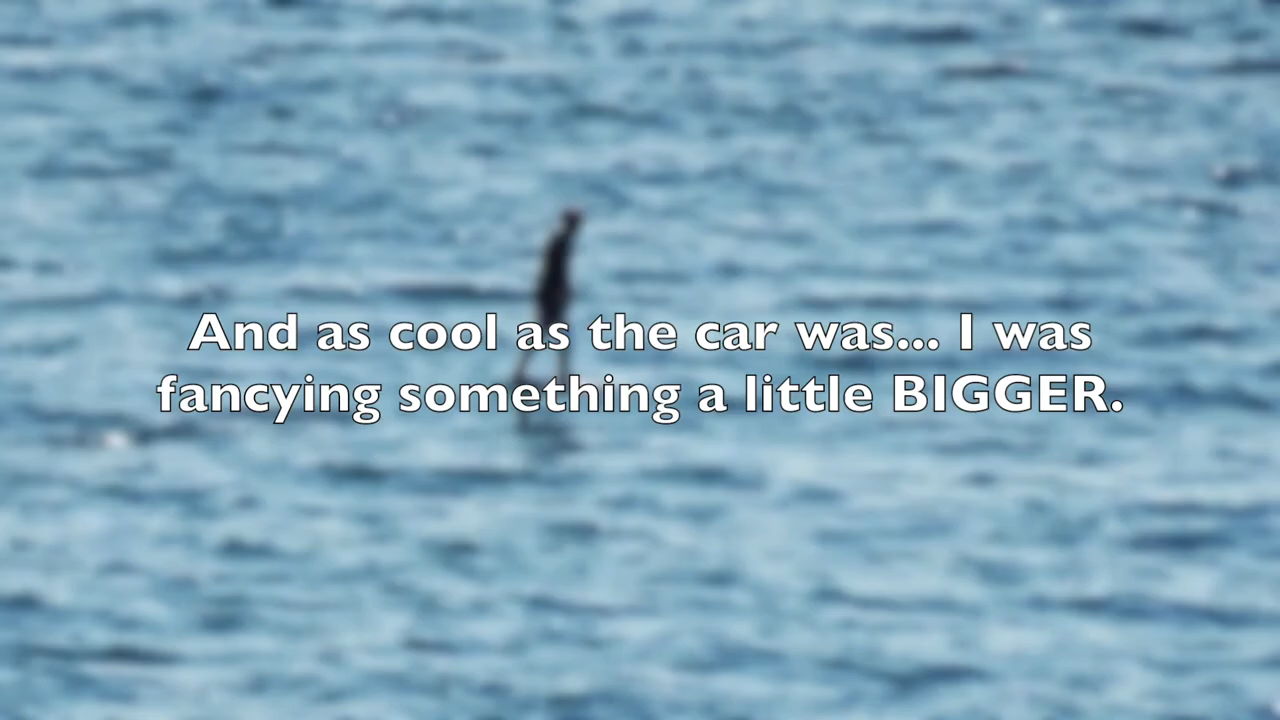 And as cool as the car was... I was
fancying something a little BIGGER.